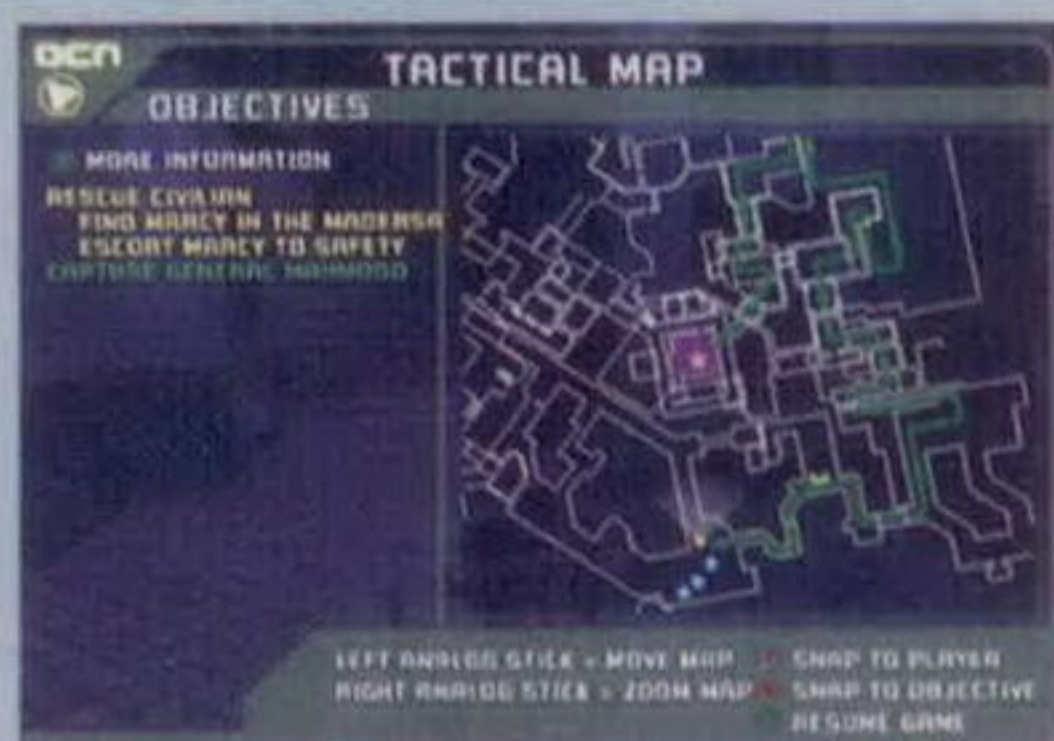 OCN
TACTICAL MAP
OBJECTIVES
MORE INFORMATION
RESCUE CIVILIAN
FIND MARCY IN THE MADERSA
ESCORT MARCY TO SAFETY
CAPTURE GENERAL MAHMOOD
LEFT ANALOG STICK = MOVE MAP
SNAP TO PLAYER
RIGHT ANALOG STICK = ZOOM MAP
SNAP TO OBJECTIVE
RESUME GAME